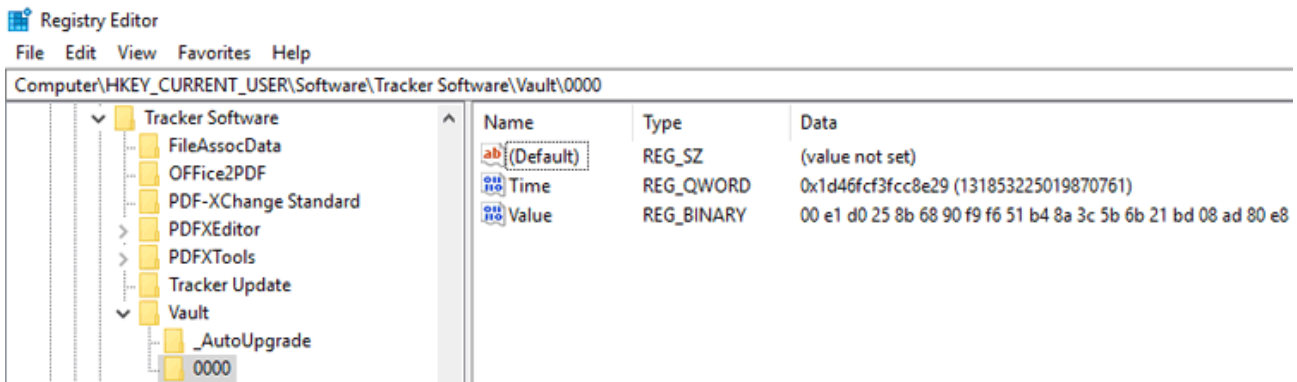 Registry Editor
File Edit View Favorites Help
Computer\HKEY_CURRENT_USER\Software\Tracker Software\Vault\0000
Tracker Software
FileAssocData
OFFice2PDF
PDF-XChange Standard
PDFXEditor
PDFXTools
Tracker Update
Vault
_AutoUpgrade
0000
Name Type Data
(Default) REG_SZ (value not set)
Time REG_QWORD 0x1d46fcf3fcc8e29 (131853225019870761)
Value REG_BINARY 00 e1 d0 25 8b 68 90 f9 f6 51 b4 8a 3c 5b 6b 21 bd 08 ad 80 e8